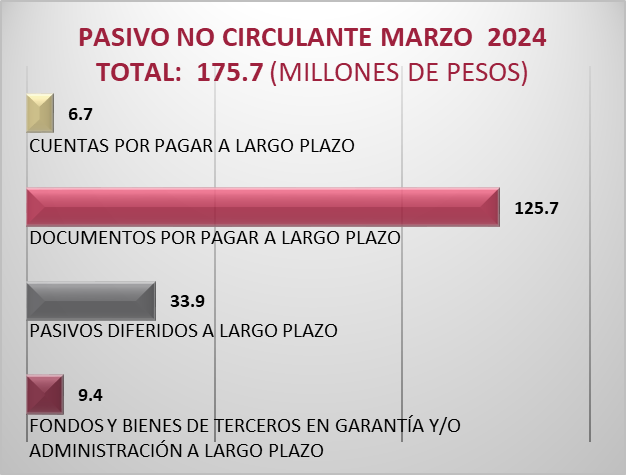 PASIVO NO CIRCULANTE MARZO 2024
TOTAL: 175.7 (MILLONES DE PESOS)
6.7
CUENTAS POR PAGAR A LARGO PLAZO
125.7
DOCUMENTOS POR PAGAR A LARGO PLAZO
33.9
PASIVOS DIFERIDOS A LARGO PLAZO
9.4
FONDOS Y BIENES DE TERCEROS EN GARANTÍA Y/O
ADMINISTRACIÓN A LARGO PLAZO